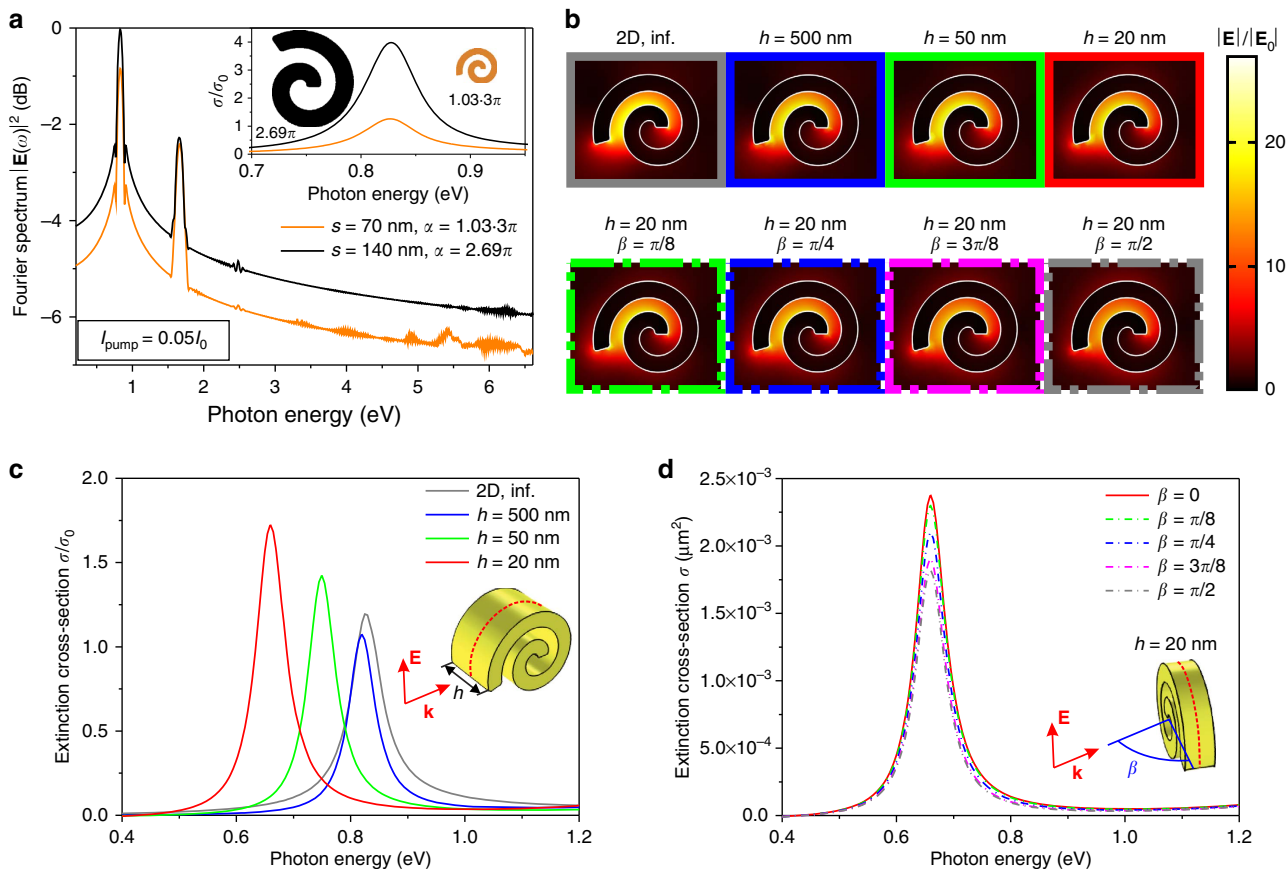 a
Fourier spectrum |E(ω)|² (dB)
0
−2
−4
−6
1 2 3 4 5 6
Photon energy (eV)
I_pump = 0.05I_0
s = 70 nm, α = 1.03·3π
s = 140 nm, α = 2.69π
σ/σ_0
4
3
2
1
0
0.7 0.8 0.9
Photon energy (eV)
2.69π
1.03·3π
b
2D, inf.
h = 500 nm
h = 50 nm
h = 20 nm
|E|/|E_0|
h = 20 nm
β = π/8
h = 20 nm
β = π/4
h = 20 nm
β = 3π/8
h = 20 nm
β = π/2
20
10
0
c
Extinction cross-section σ/σ_0
2.0
1.5
1.0
0.5
0.0
0.4 0.6 0.8 1.0 1.2
Photon energy (eV)
2D, inf.
h = 500 nm
h = 50 nm
h = 20 nm
E
k
h
d
Extinction cross-section σ (μm²)
2.5×10⁻³
2.0×10⁻³
1.5×10⁻³
1.0×10⁻³
5.0×10⁻⁴
0.0
0.4 0.6 0.8 1.0 1.2
Photon energy (eV)
β = 0
β = π/8
β = π/4
β = 3π/8
β = π/2
h = 20 nm
E
k
β